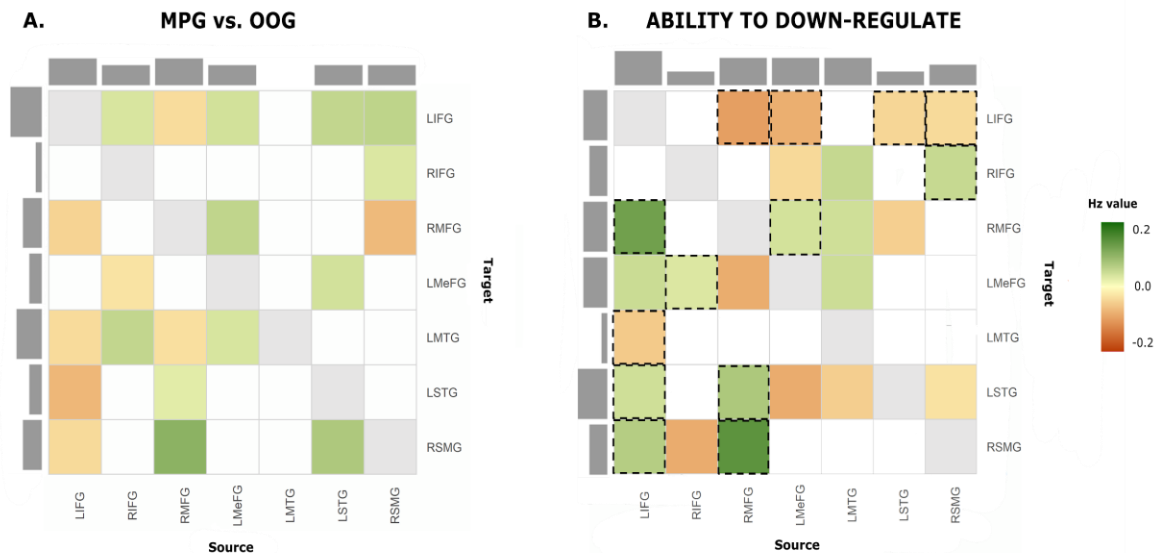 A.
MPG vs. OOG
B.
ABILITY TO DOWN-REGULATE
LIFG
RIFG
RMFG
LMeFG
LMTG
LSTG
RSMG
Target
LIFG
RIFG
RMFG
LMeFG
LMTG
LSTG
RSMG
Source
LIFG
RIFG
RMFG
LMeFG
LMTG
LSTG
RSMG
Target
LIFG
RIFG
RMFG
LMeFG
LMTG
LSTG
RSMG
Source
Hz value
0.2
0.0
-0.2